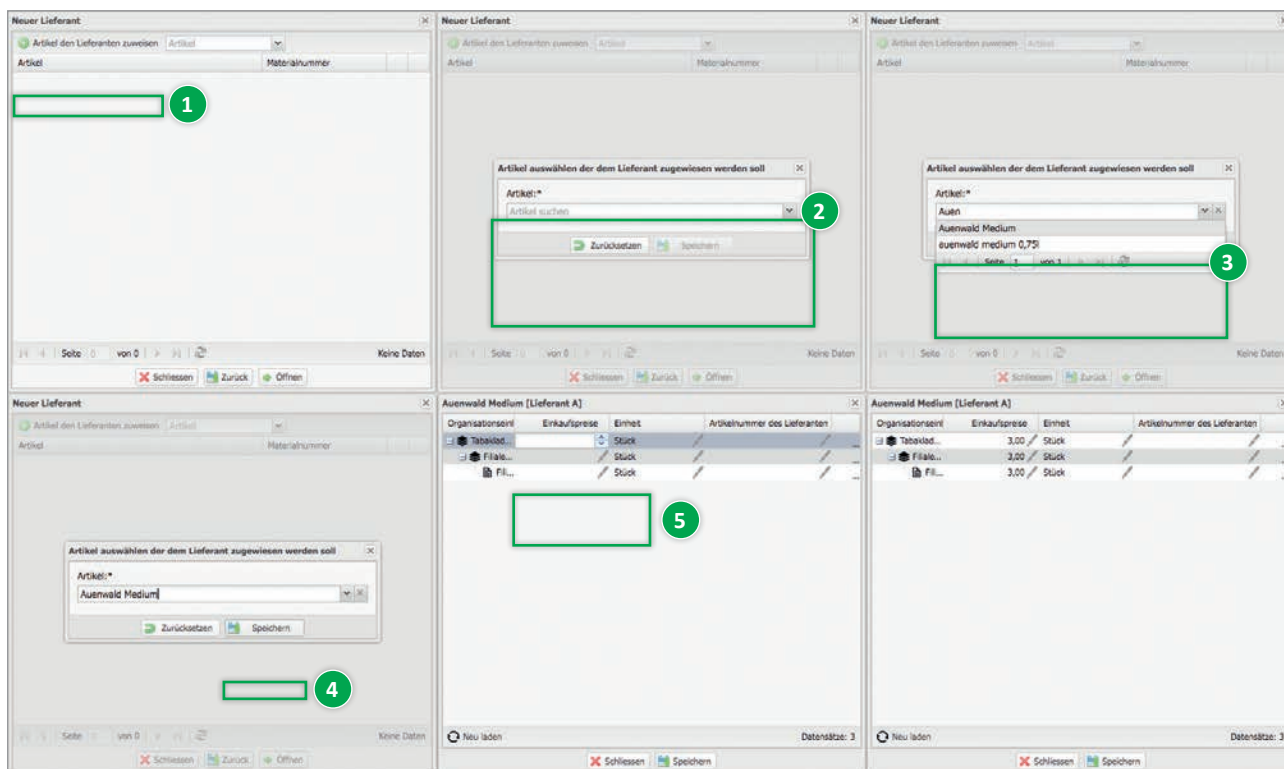 Neuer Lieferant
Artikel den Lieferanten zuweisen Artikel
Artikel Materialnummer
1
Seite 0 von 0 Keine Daten
Schliessen Zurück Öffnen
Neuer Lieferant
Artikel den Lieferanten zuweisen Artikel
Artikel Materialnummer
Artikel auswählen der dem Lieferant zugewiesen werden soll
Artikel:*
Artikel suchen
2
Zurücksetzen Speichern
Seite 0 von 0 Keine Daten
Schliessen Zurück Öffnen
Neuer Lieferant
Artikel den Lieferanten zuweisen Artikel
Artikel Materialnummer
Artikel auswählen der dem Lieferant zugewiesen werden soll
Artikel:*
Auen
Auenwald Medium
auenwald medium 0,75l
Seite 1 von 1
3
Seite 0 von 0 Keine Daten
Schliessen Zurück Öffnen
Neuer Lieferant
Artikel den Lieferanten zuweisen Artikel
Artikel Materialnummer
Artikel auswählen der dem Lieferant zugewiesen werden soll
Artikel:*
Auenwald Medium
Zurücksetzen Speichern
4
Seite 0 von 0 Keine Daten
Schliessen Zurück Öffnen
Auenwald Medium [Lieferant A]
Organisationseinl Einkaufspreise Einheit Artikelnummer des Lieferanten
Tabaklad... Stück ...
Filiale... Stück ...
Fili... Stück ...
5
Neu laden Datensätze: 3
Schliessen Speichern
Auenwald Medium [Lieferant A]
Organisationseinl Einkaufspreise Einheit Artikelnummer des Lieferanten
Tabaklad... 3,00 Stück
Filiale... 3,00 Stück
Fili... 3,00 Stück
Neu laden Datensätze: 3
Schliessen Speichern